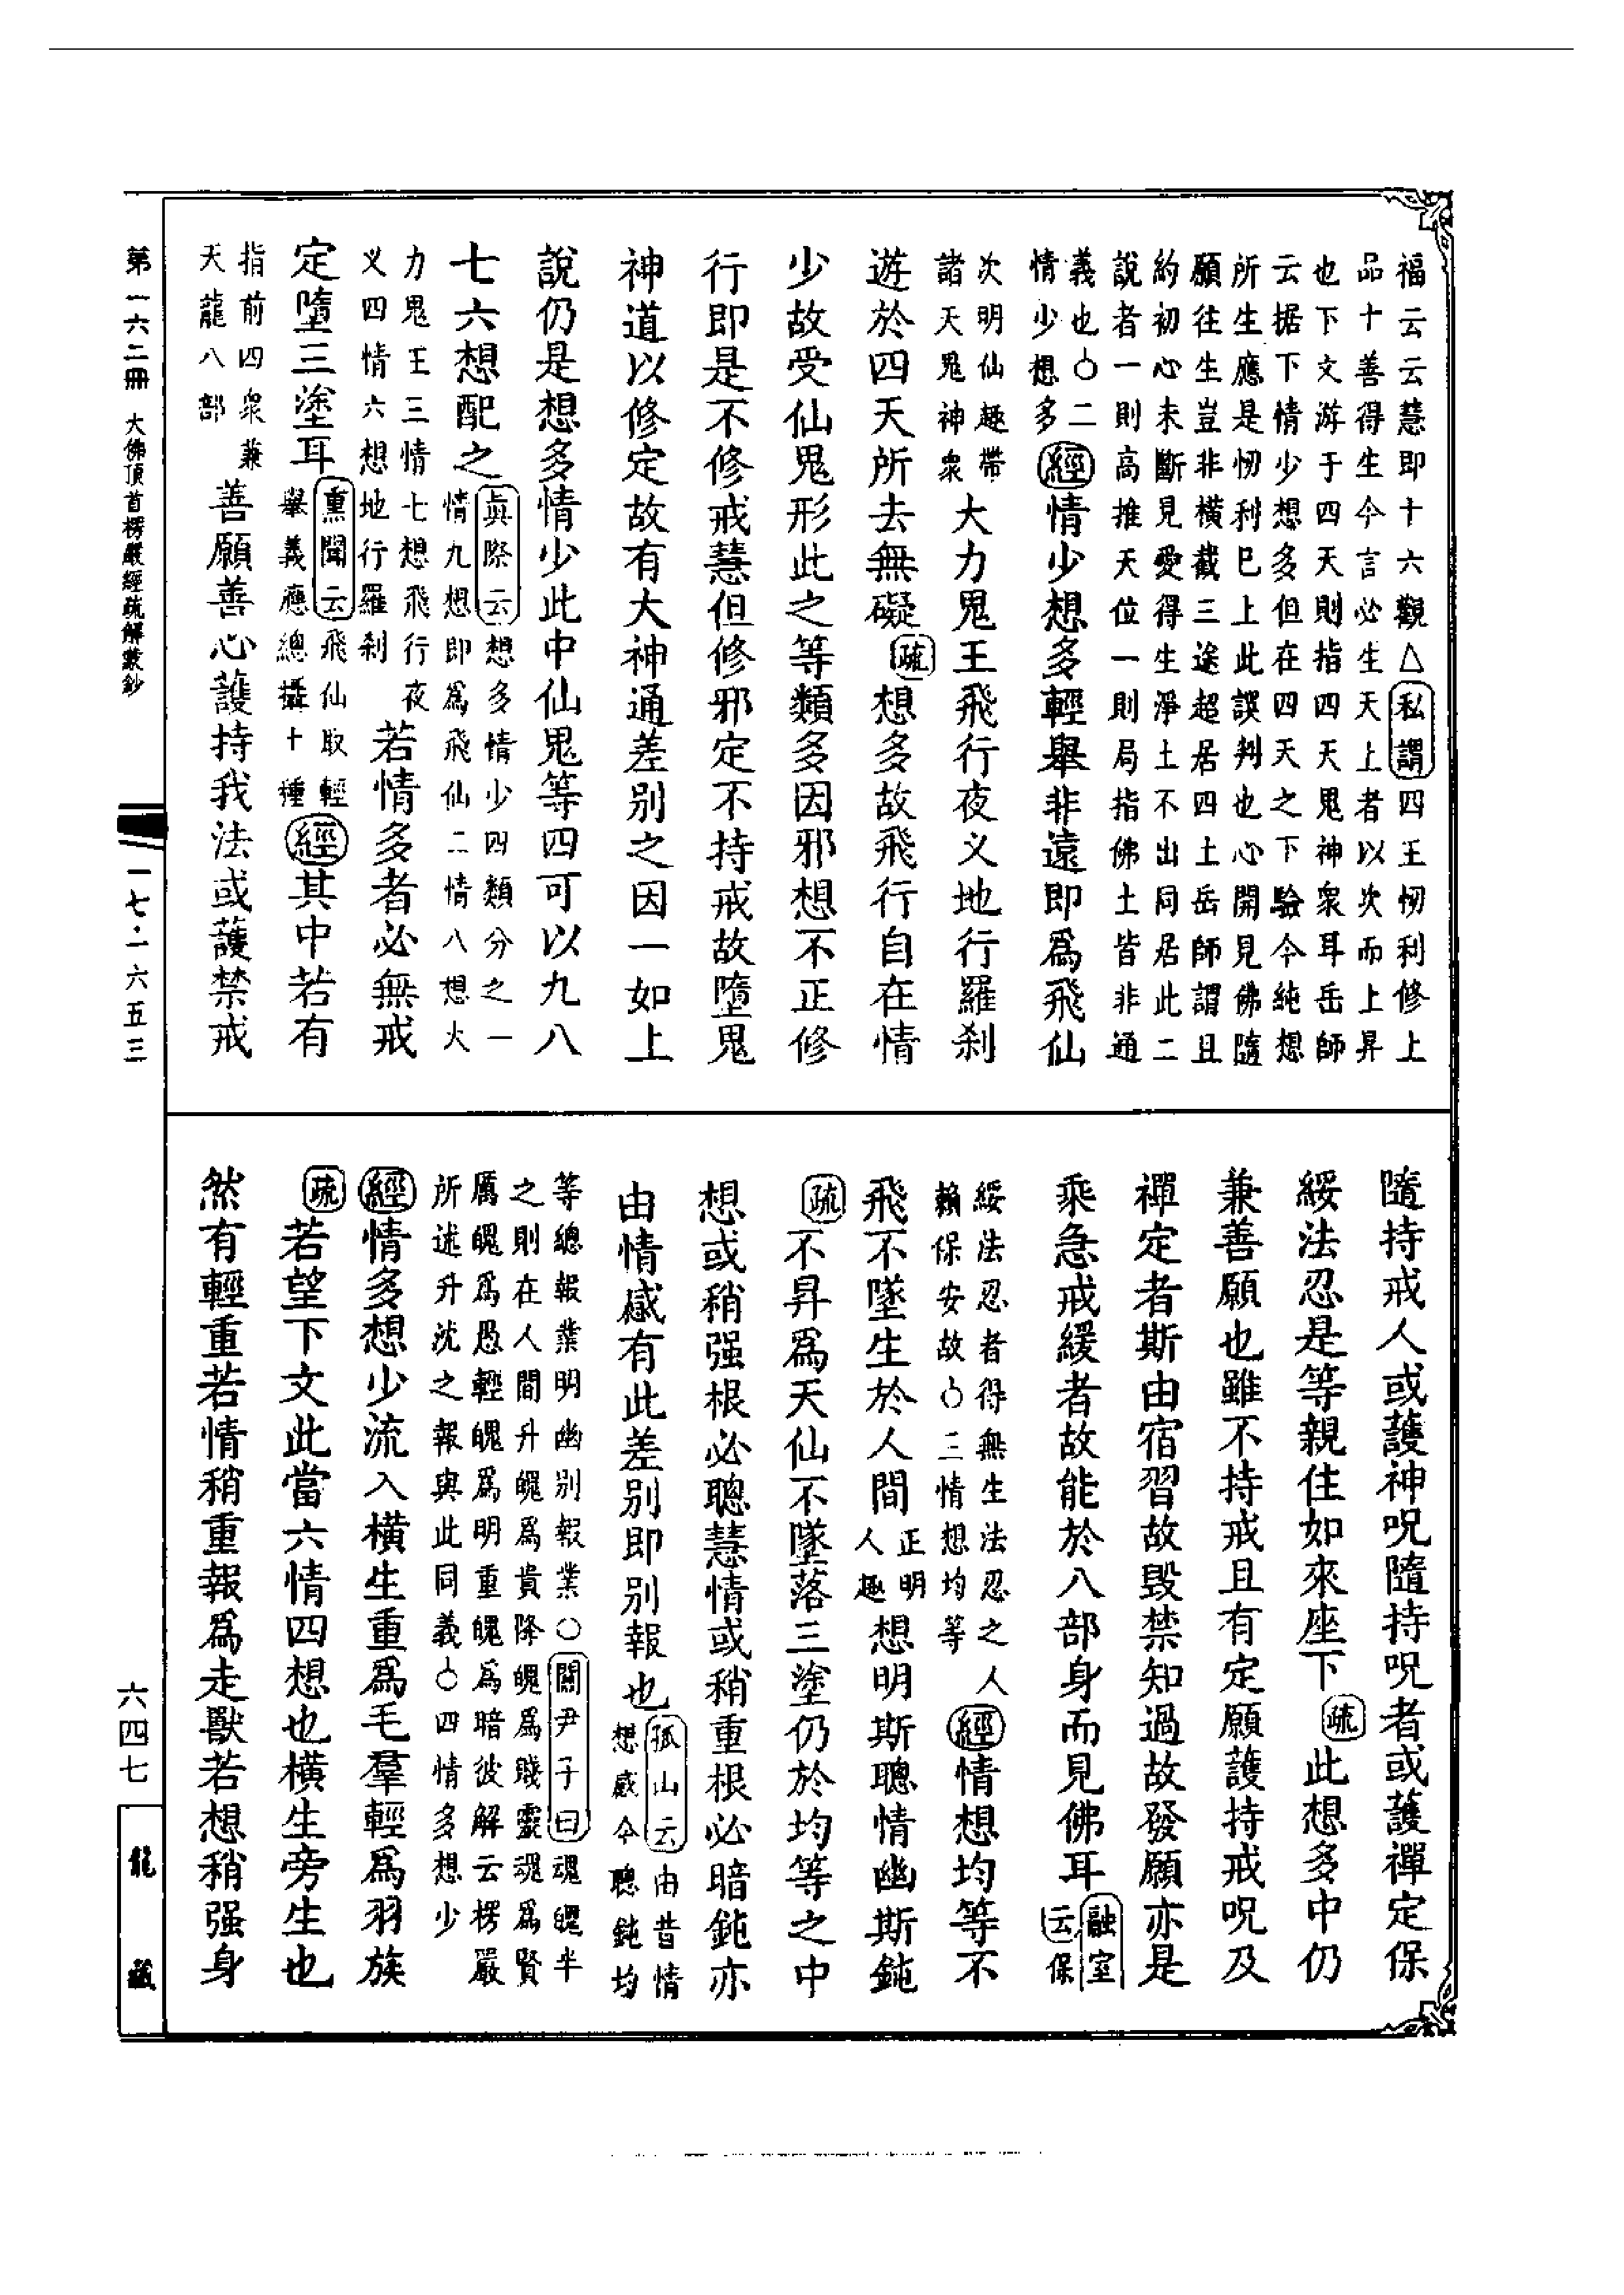 福云云慧即十六觀△私謂四王忉利修上
品十善得生今言必生天上者以次而上昇
也下文游于四天則指四天鬼神衆耳岳師
云据下情少想多但在四天之下驗今純想
所生應是忉利已上此誤判也心開見佛隨
願往生豈非橫截三途超居四土岳師謂且
約初心未斷見愛得生淨土不出同居此二
說者一則高推天位一則局指佛土皆非通
義也○二
情少想多
經情少想多輕舉非遠即爲飛仙
次明仙趣帶
諸天鬼神衆
大力鬼王飛行夜义地行羅刹
遊於四天所去無礙疏想多故飛行自在情
少故受仙鬼形此之等類多因邪想不正修
行即是不修戒慧但修邪定不持戒故墮鬼
神道以修定故有大神通差別之因一如上
說仍是想多情少此中仙鬼等四可以九八
七六想配之
眞際云想多情少四類分之一
情九想即爲飛仙二情八想大
力鬼王三情七想飛行夜
义四情六想地行羅刹
若情多者必無戒
定墮三塗耳
熏聞云飛仙取輕
舉義應總攝十種
經其中若有
指前四衆兼
天龍八部
善願善心護持我法或護禁戒
隨持戒人或護神呪隨持呪者或護禪定保
綏法忍是等親住如來座下疏此想多中仍
兼善願也雖不持戒且有定願護持戒呪及
禪定者斯由宿習故毀禁知過故發願亦是
乘急戒緩者故能於八部身而見佛耳
融室
云保
綏法忍者得無生法忍之人
賴保安故○三情想均等
經情想均等不
飛不墜生於人間
正明
人趣
想明斯聰情幽斯鈍
疏不昇爲天仙不墜落三塗仍於均等之中
想或稍强根必聰慧情或稍重根必暗鈍亦
由情感有此差別即別報也
孤山云由昔情
想感今聰鈍均
等總報業明幽別報業○關尹子曰魂魄半
之則在人間升魄爲貴降魄爲賤靈魂爲賢
厲魄爲愚輕魄爲明重魄爲暗彼解云楞嚴
所述升沈之報與此同義○四情多想少
經情多想少流入橫生重爲毛羣輕爲羽族
疏若望下文此當六情四想也橫生旁生也
然有輕重若情稍重報爲走獸若想稍强身
第一六二冊 大佛頂首楞嚴經疏解蒙鈔
一七·一六五三
六四七
龍藏